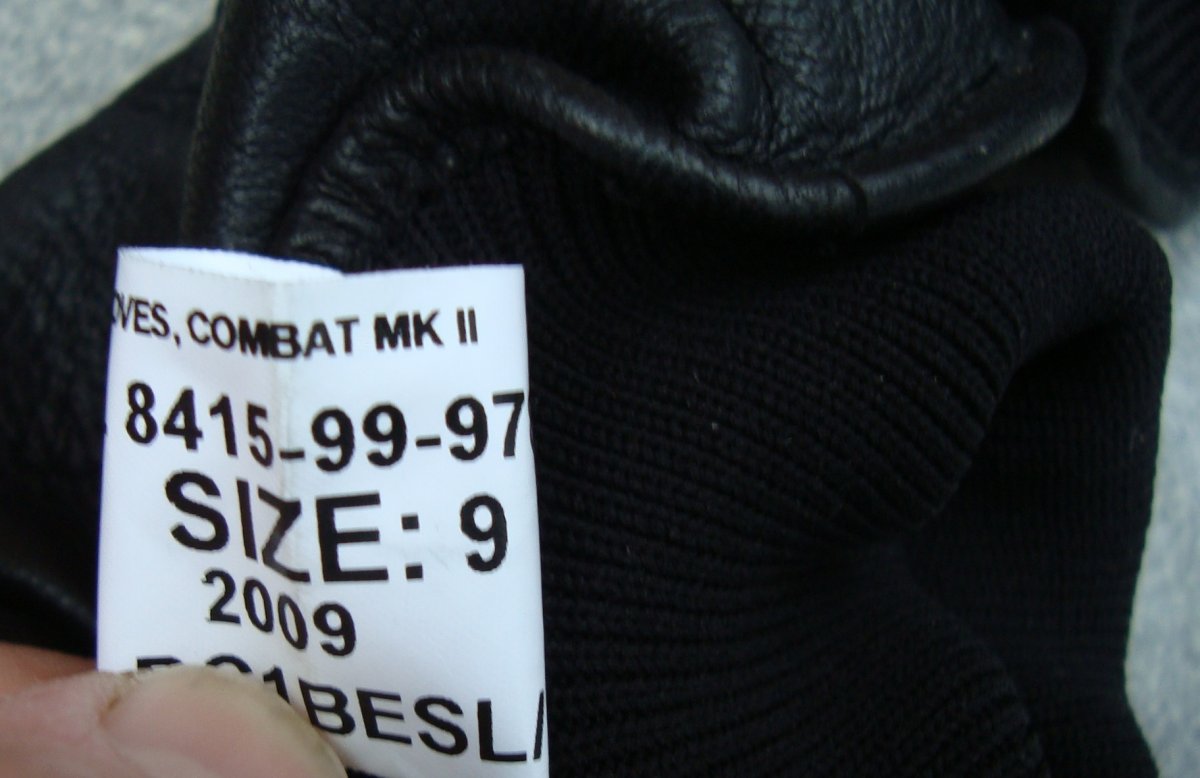 OVES, COMBAT MK II
8415-99-97
SIZE: 9
2009